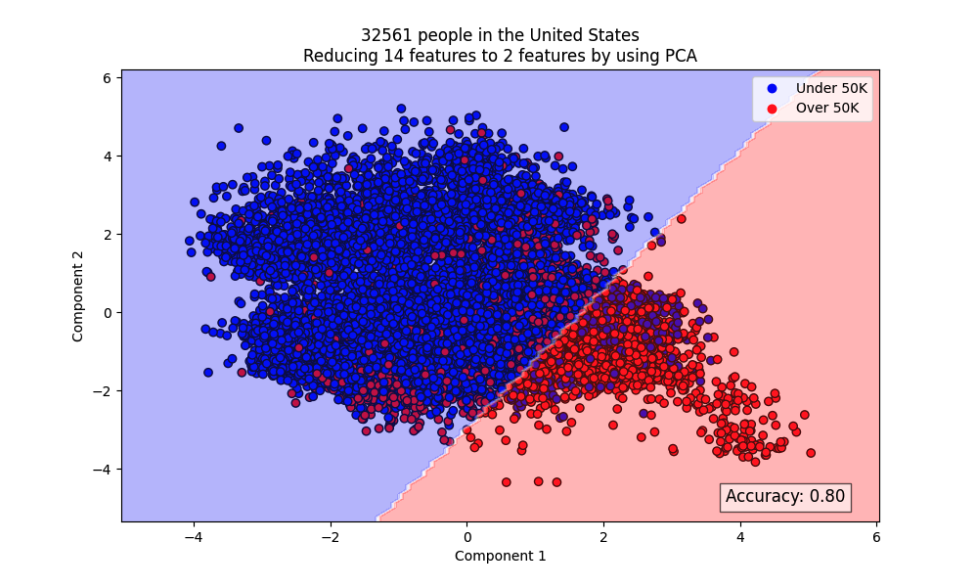 32561 people in the United States
Reducing 14 features to 2 features by using PCA
6
4
2
0
−2
−4
Component 2
Under 50K
Over 50K
Accuracy: 0.80
−4
−2
0
2
4
6
Component 1